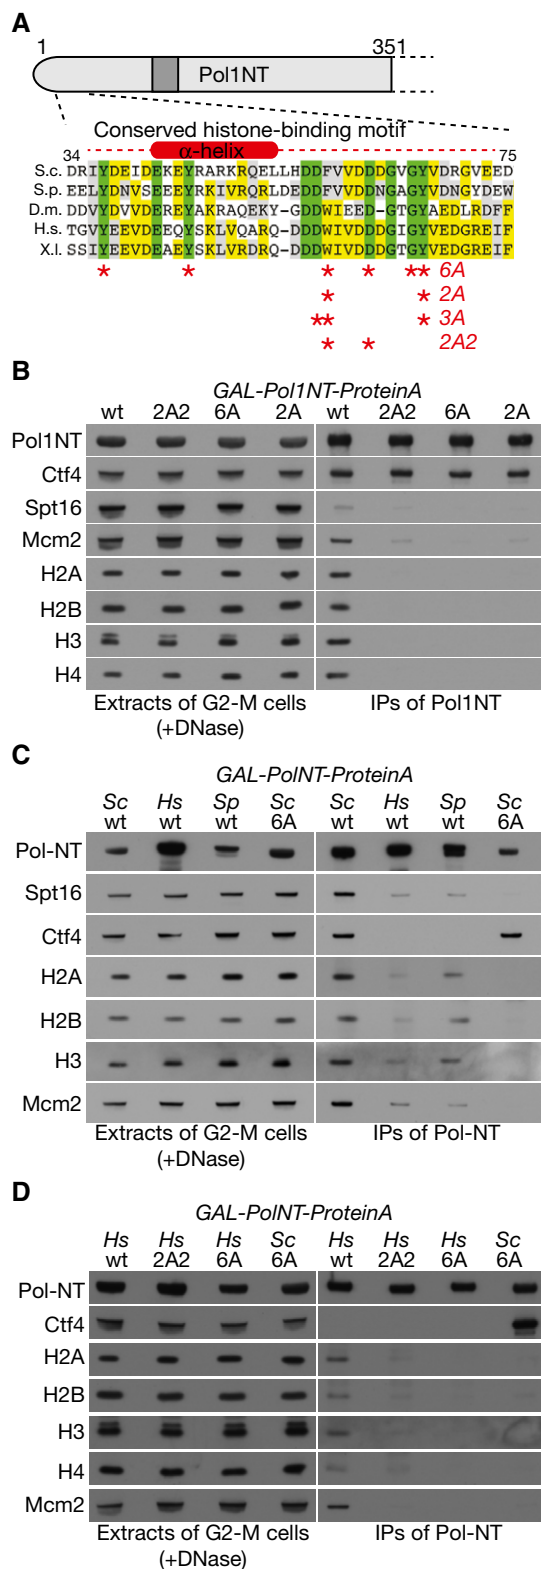 A
1 351
Pol1NT
Conserved histone-binding motif
34 α-helix 75
S.c. DRIYDEIDEKEYRARKRQELLHDDFVVDDDGVGYVDRGVEED
S.p. EELYDNVSEEEYRKIVRQRLDEDDFVVDDNGAGYVDNGYDEW
D.m. DDVYDVVDEREYAKRAQEKY-GDDWIEED-GTGYAEDLRDFF
H.s. TGVYEEVDEEQYSKLVQARQ-DDDWIVDDDGIGYVEDGREIF
X.l. SSIYEEVDEAEYSKLVRDRQ-DDDWIVDDDGTGYVEDGREIF
* * * * * * 6A
* * 2A
* * * 3A
* * 2A2
B
GAL-Pol1NT-ProteinA
wt 2A2 6A 2A wt 2A2 6A 2A
Pol1NT
Ctf4
Spt16
Mcm2
H2A
H2B
H3
H4
Extracts of G2-M cells IPs of Pol1NT
(+DNase)
C
GAL-PolNT-ProteinA
Sc Hs Sp Sc Sc Hs Sp Sc
wt wt wt 6A wt wt wt 6A
Pol-NT
Spt16
Ctf4
H2A
H2B
H3
Mcm2
Extracts of G2-M cells IPs of Pol-NT
(+DNase)
D
GAL-PolNT-ProteinA
Hs Hs Hs Sc Hs Hs Hs Sc
wt 2A2 6A 6A wt 2A2 6A 6A
Pol-NT
Ctf4
H2A
H2B
H3
H4
Mcm2
Extracts of G2-M cells IPs of Pol-NT
(+DNase)